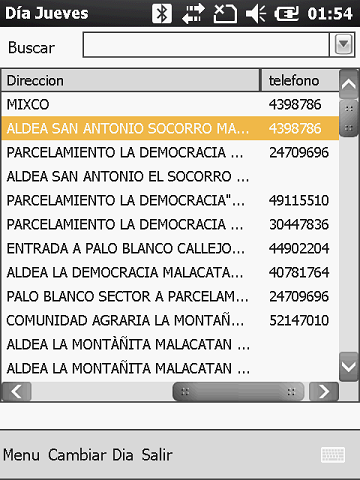 Día Jueves 01:54
Buscar
Direccion telefono
MIXCO 4398786
ALDEA SAN ANTONIO SOCORRO MA... 4398786
PARCELAMIENTO LA DEMOCRACIA ... 24709696
ALDEA SAN ANTONIO EL SOCORRO ...
PARCELAMIENTO LA DEMOCRACIA"... 49115510
PARCELAMIENTO LA DEMOCRACIA ... 30447836
ENTRADA A PALO BLANCO CALLEJO... 44902204
ALDEA LA DEMOCRACIA MALACATA... 40781764
PALO BLANCO SECTOR A PARCELAM... 24709696
COMUNIDAD AGRARIA LA MONTAÑ... 52147010
ALDEA LA MONTÀÑITA MALACATAN ...
ALDEA LA MONTAÑITA MALACATAN ...
Menu Cambiar Dia Salir